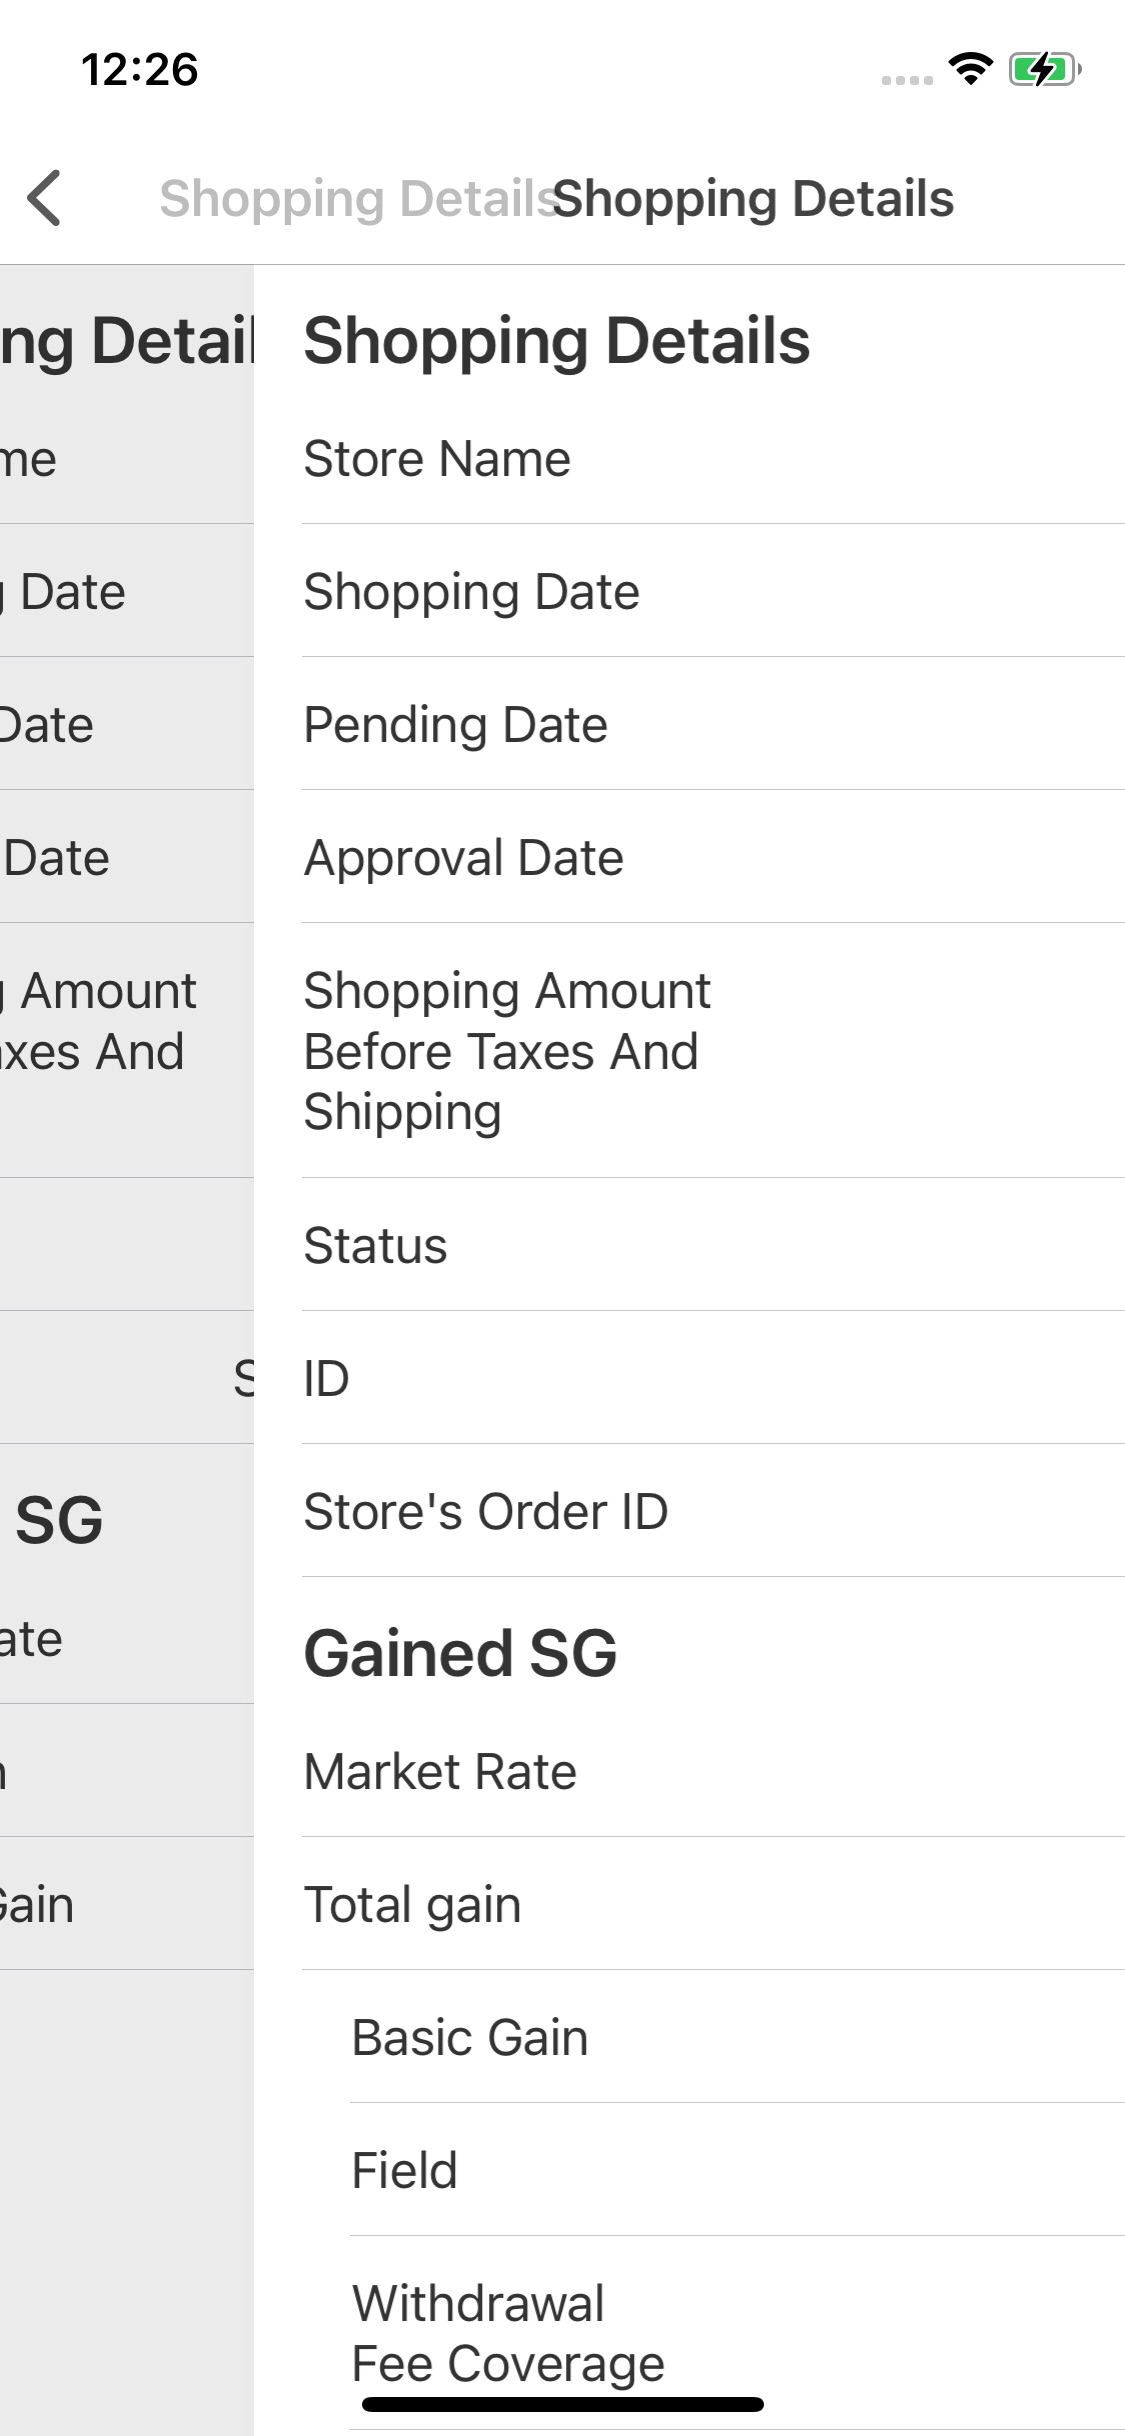 12:26
Shopping Details
Shopping Details
ng Detail
me
Date
Date
Date
Amount
And
S
SG
ate
Gain
Shopping Details
Store Name
Shopping Date
Pending Date
Approval Date
Shopping Amount
Before Taxes And
Shipping
Status
ID
Store's Order ID
Gained SG
Market Rate
Total gain
Basic Gain
Field
Withdrawal
Fee Coverage